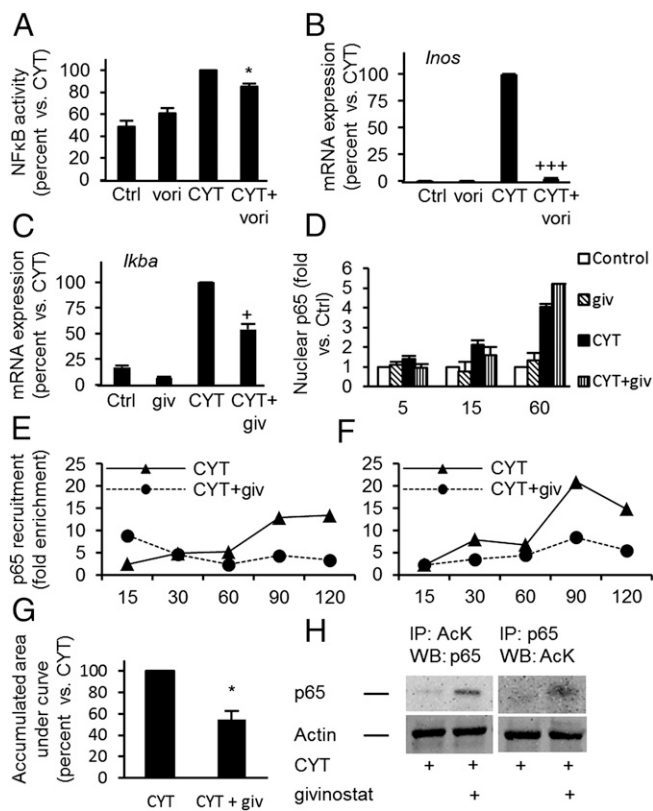 A
NFκB activity
(percent vs. CYT)
100
80
60
40
20
0
*
Ctrl vori CYT CYT+
vori
B
Inos
mRNA expression
(percent vs. CYT)
100
75
50
25
0
+++
Ctrl vori CYT CYT+
vori
C
Ikba
mRNA expression
(percent vs. CYT)
100
75
50
25
0
+
Ctrl giv CYT CYT+
giv
D
Nuclear p65 (fold
vs. Ctrl)
6
5
4
3
2
1
0
5 15 60
Control
giv
CYT
CYT+giv
E
p65 recruitment
(fold enrichment)
25
20
15
10
5
0
CYT
CYT+giv
15 30 60 90 120
F
25
20
15
10
5
0
CYT
CYT+giv
15 30 60 90 120
G
Accumulated area
under curve
(percent vs. CYT)
100
80
60
40
20
0
*
CYT CYT + giv
H
IP: AcK IP: p65
WB: p65 WB: AcK
p65
Actin
CYT + + + +
givinostat + +